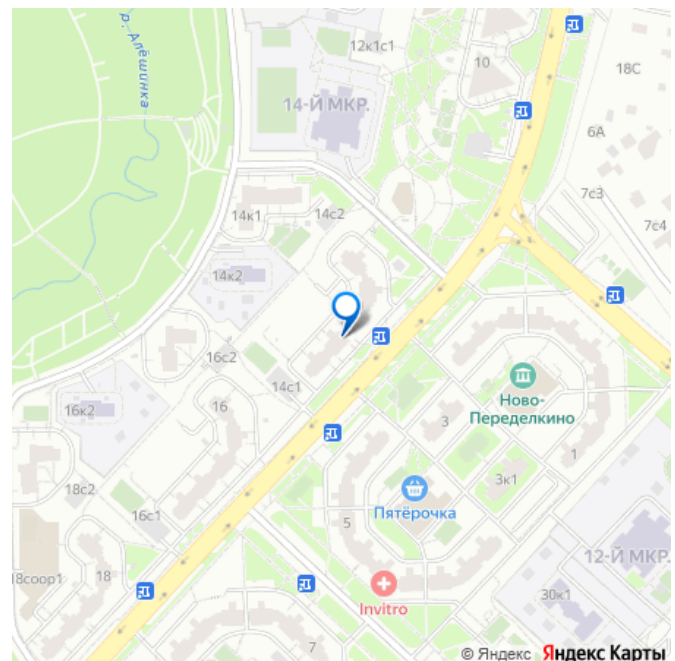 р. Алёшинка
12к1с1
10
18С
14-Й МКР.
6А
7с3
7с4
14к1
14с2
14к2
16с2
14с1
16к2
16
Ново-
Переделкино
3
1
3к1
18с2
16с1
Пятёрочка
5
12-Й МКР.
18соор1
18
Invitro
30к1
7
© Яндекс Яндекс Карты